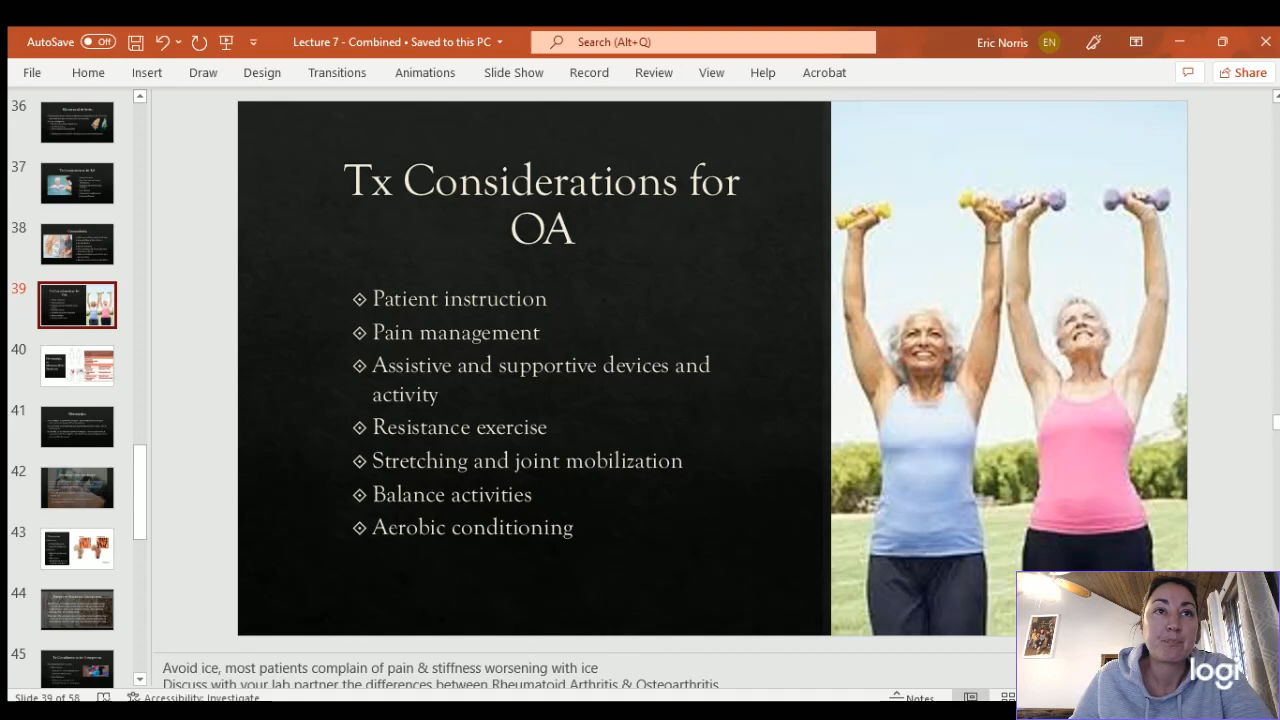 AutoSave Off Lecture 7 - Combined • Saved to this PC Search (Alt+Q) Eric Norris EN
File Home Insert Draw Design Transitions Animations Slide Show Record Review View Help Acrobat Share
36
37
38
39
40
41
42
43
44
45
Tx Considerations for
OA
Patient instruction
Pain management
Assistive and supportive devices and
activity
Resistance exercise
Stretching and joint mobilization
Balance activities
Aerobic conditioning
Avoid ice, most patients complain of pain & stiffness worsening with ice
Discuss with your lab partner the differences between Rheumatoid Arthritis & Osteoarthritis
Slide 39 of 58 Accessibility: Investigate Notes
logi